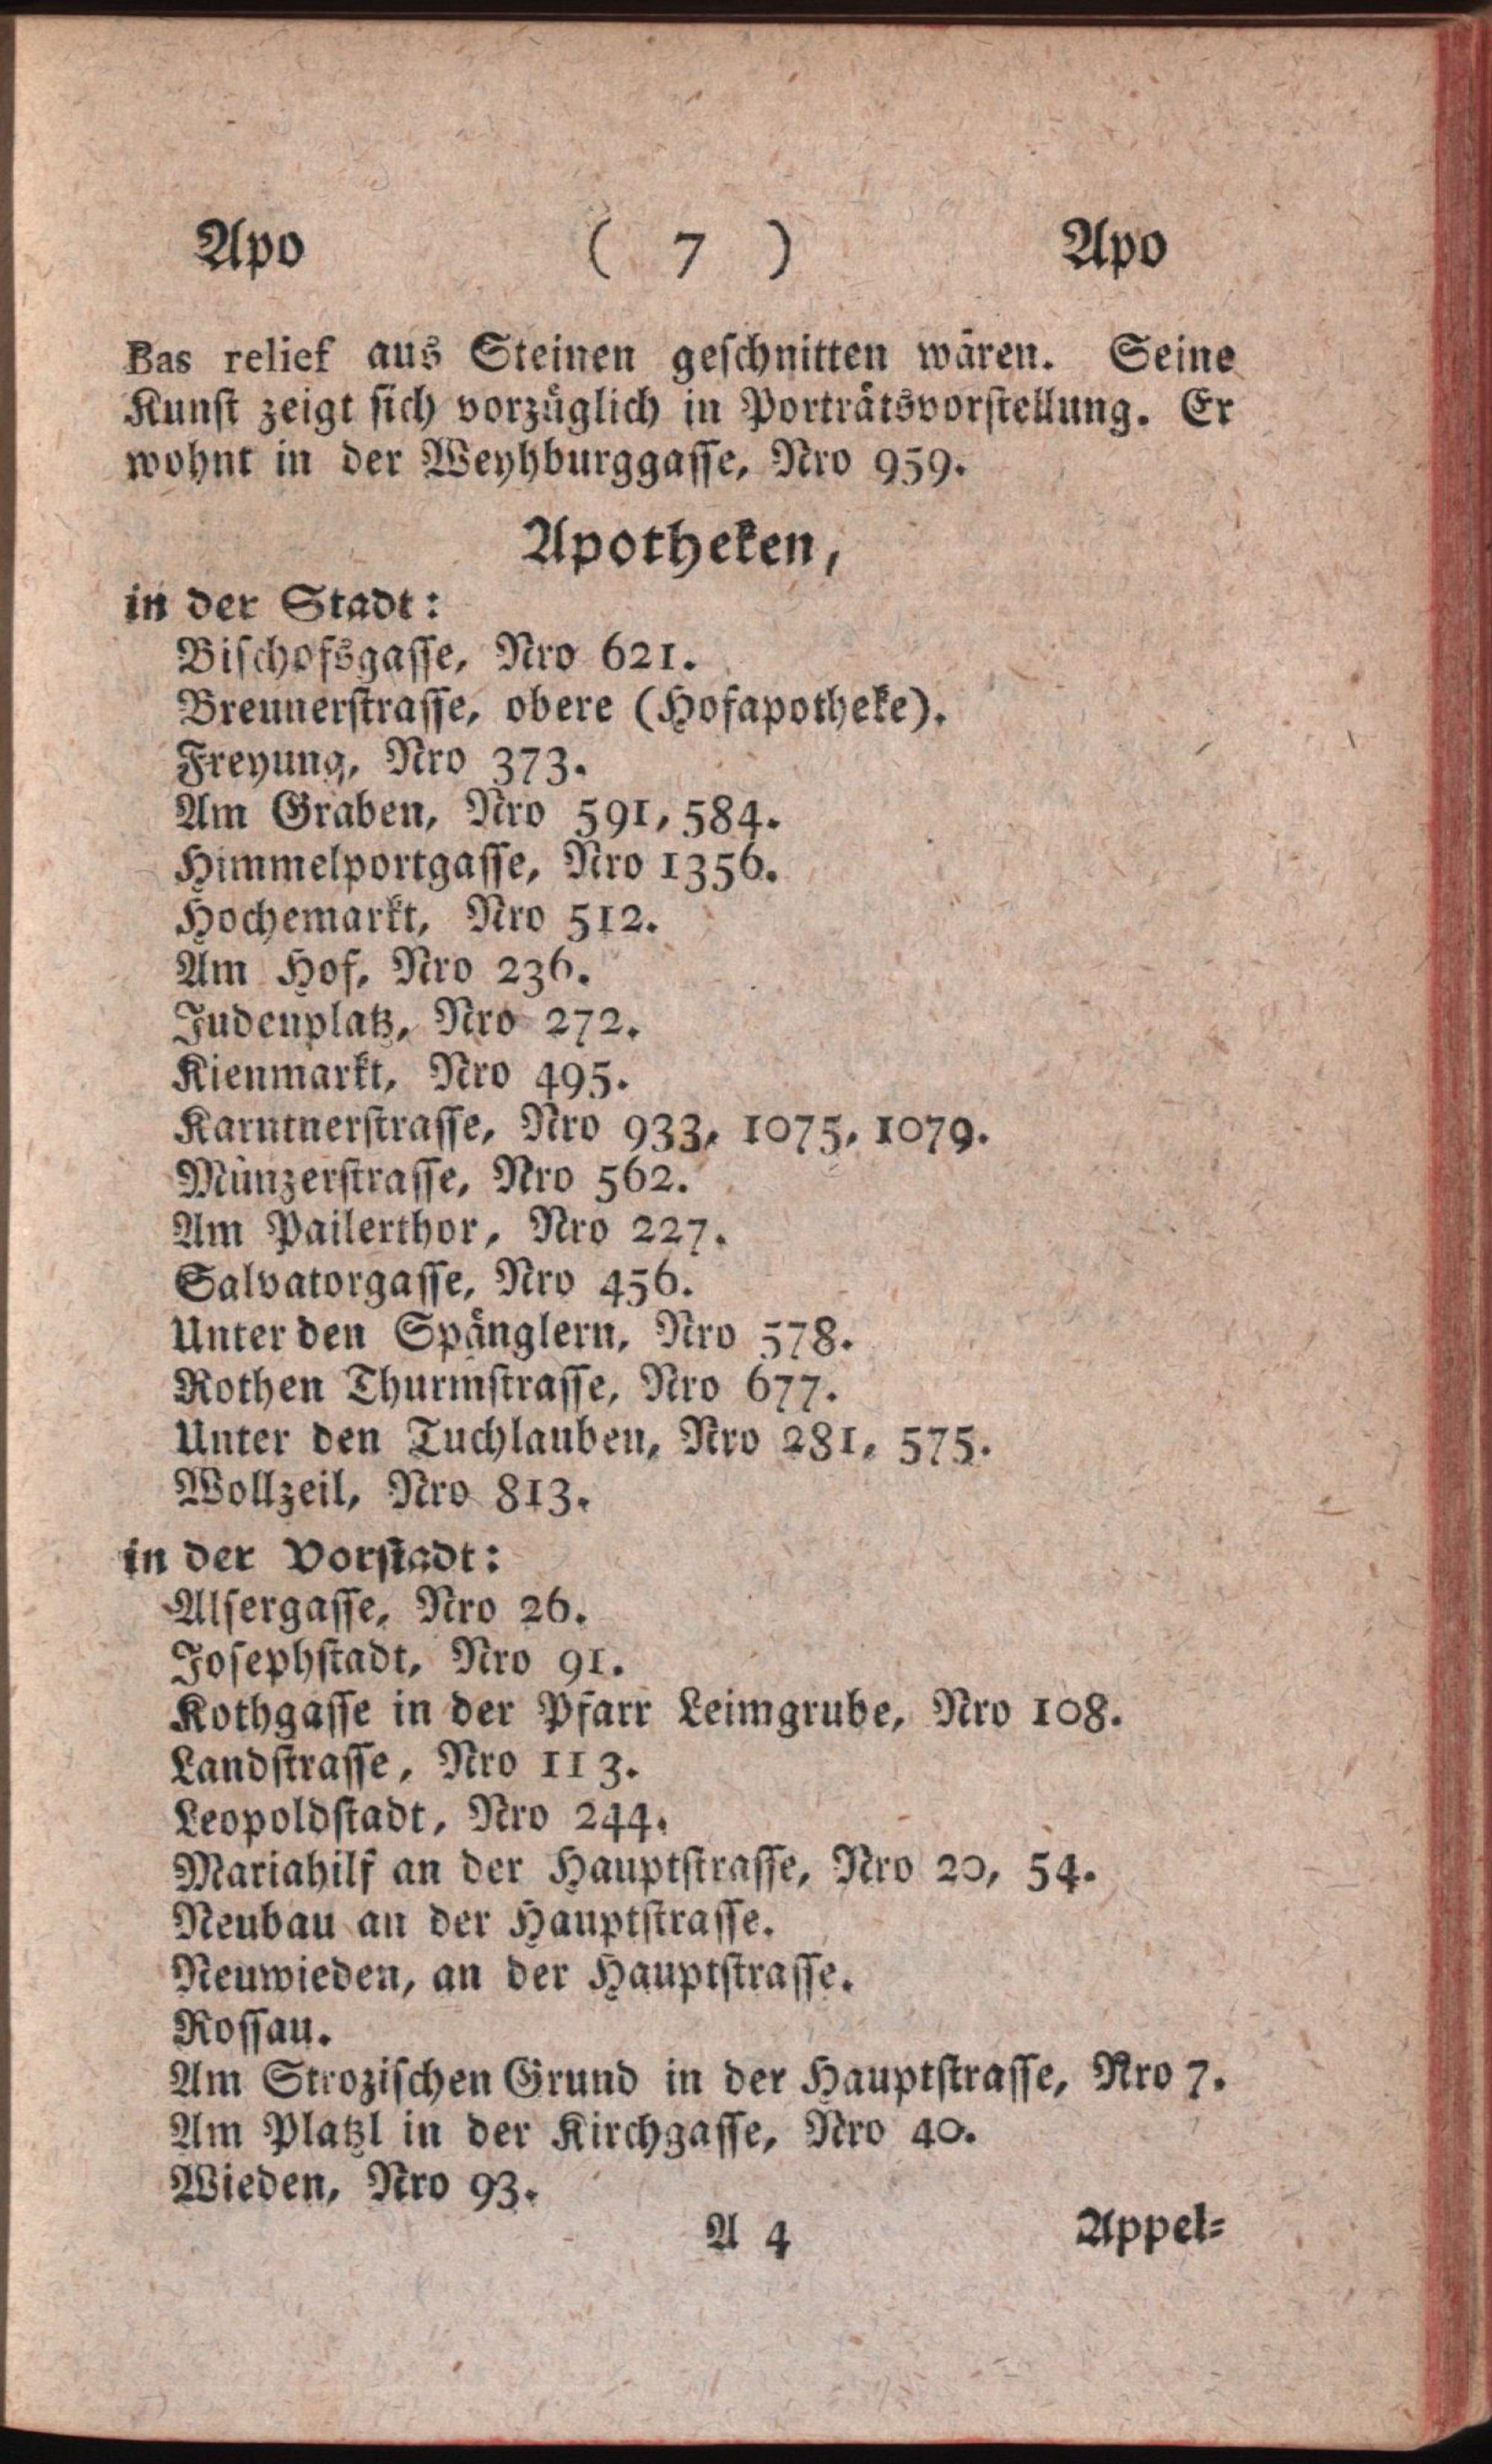 Apo ( 7 ) Apo
Bas relief aus Steinen geschnitten wären. Seine
Kunst zeigt sich vorzüglich in Porträtsvorstellung. Er
wohnt in der Weyhburggasse, Nro 959.
Apotheken,
in der Stadt:
Bischofsgasse, Nro 621.
Breunerstrasse, obere (Hofapotheke).
Freyung, Nro 373.
Am Graben, Nro 591, 584.
Himmelportgasse, Nro 1356.
Hochemarkt, Nro 512.
Am Hof, Nro 236.
Judenplatz, Nro 272.
Kienmarkt, Nro 495.
Karntnerstrasse, Nro 933, 1075, 1079.
Münzerstrasse, Nro 562.
Am Pailerthor, Nro 227.
Salvatorgasse, Nro 456.
Unter den Spänglern, Nro 578.
Rothen Thurmstrasse, Nro 677.
Unter den Tuchlauben, Nro 281, 575.
Wollzeil, Nro 813.
in der Vorstadt:
Alsergasse, Nro 26.
Josephstadt, Nro 91.
Kothgasse in der Pfarr Leimgrube, Nro 108.
Landstrasse, Nro 113.
Leopoldstadt, Nro 244.
Mariahilf an der Hauptstrasse, Nro 20, 54.
Neubau an der Hauptstrasse.
Neuwieden, an der Hauptstrasse.
Rossau.
Am Strozischen Grund in der Hauptstrasse, Nro 7.
Am Platzl in der Kirchgasse, Nro 40.
Wieden, Nro 93.
A 4 Appel=